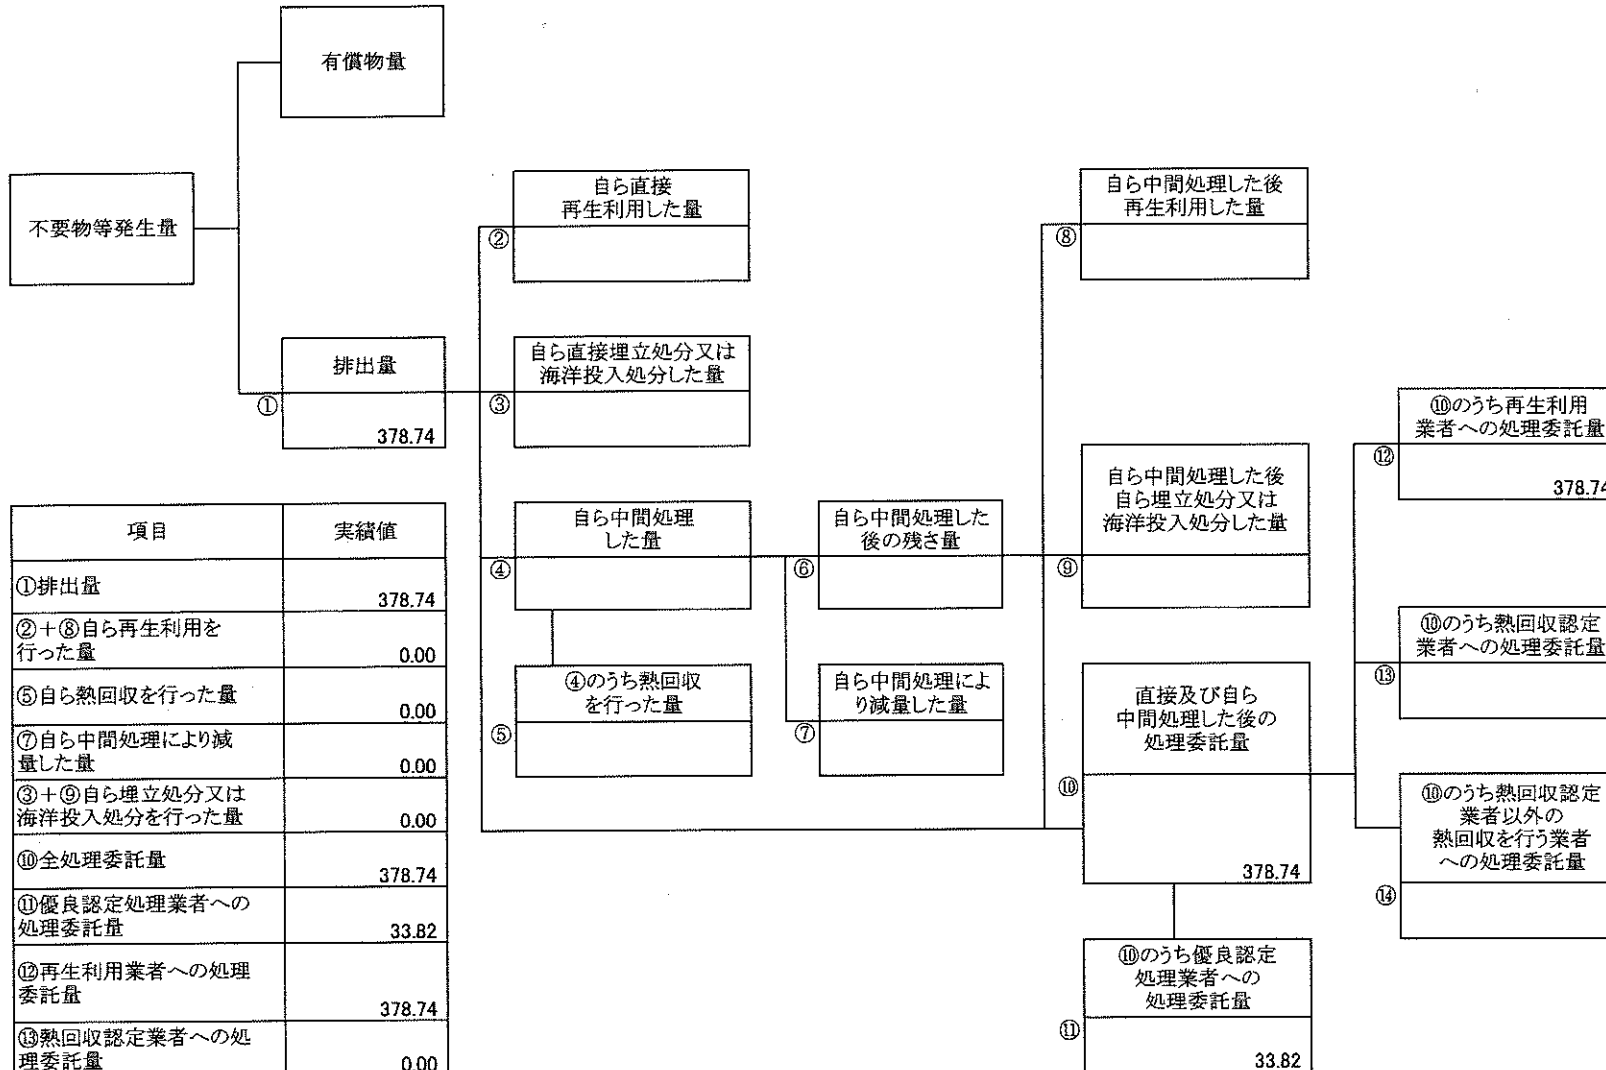 有償物量
不要物等発生量
排出量
①
378.74
自ら直接
再生利用した量
②
自ら直接埋立処分又は
海洋投入処分した量
③
自ら中間処理
した量
④
④のうち熱回収
を行った量
⑤
自ら中間処理した
後の残さ量
⑥
自ら中間処理によ
り減量した量
⑦
自ら中間処理した後
再生利用した量
⑧
自ら中間処理した後
自ら埋立処分又は
海洋投入処分した量
⑨
直接及び自ら
中間処理した後の
処理委託量
⑩
378.74
⑩のうち優良認定
処理業者への
処理委託量
⑪
33.82
⑩のうち再生利用
業者への処理委託量
⑫
378.74
⑩のうち熱回収認定
業者への処理委託量
⑬
⑩のうち熱回収認定
業者以外の
熱回収を行う業者
への処理委託量
⑭
項目 実績値
①排出量
378.74
②＋⑧自ら再生利用を
行った量 0.00
⑤自ら熱回収を行った量
0.00
⑦自ら中間処理により減
量した量 0.00
③＋⑨自ら埋立処分又は
海洋投入処分を行った量 0.00
⑩全処理委託量
378.74
⑪優良認定処理業者への
処理委託量 33.82
⑫再生利用業者への処理
委託量
378.74
⑬熱回収認定業者への処
理委託量 0.00